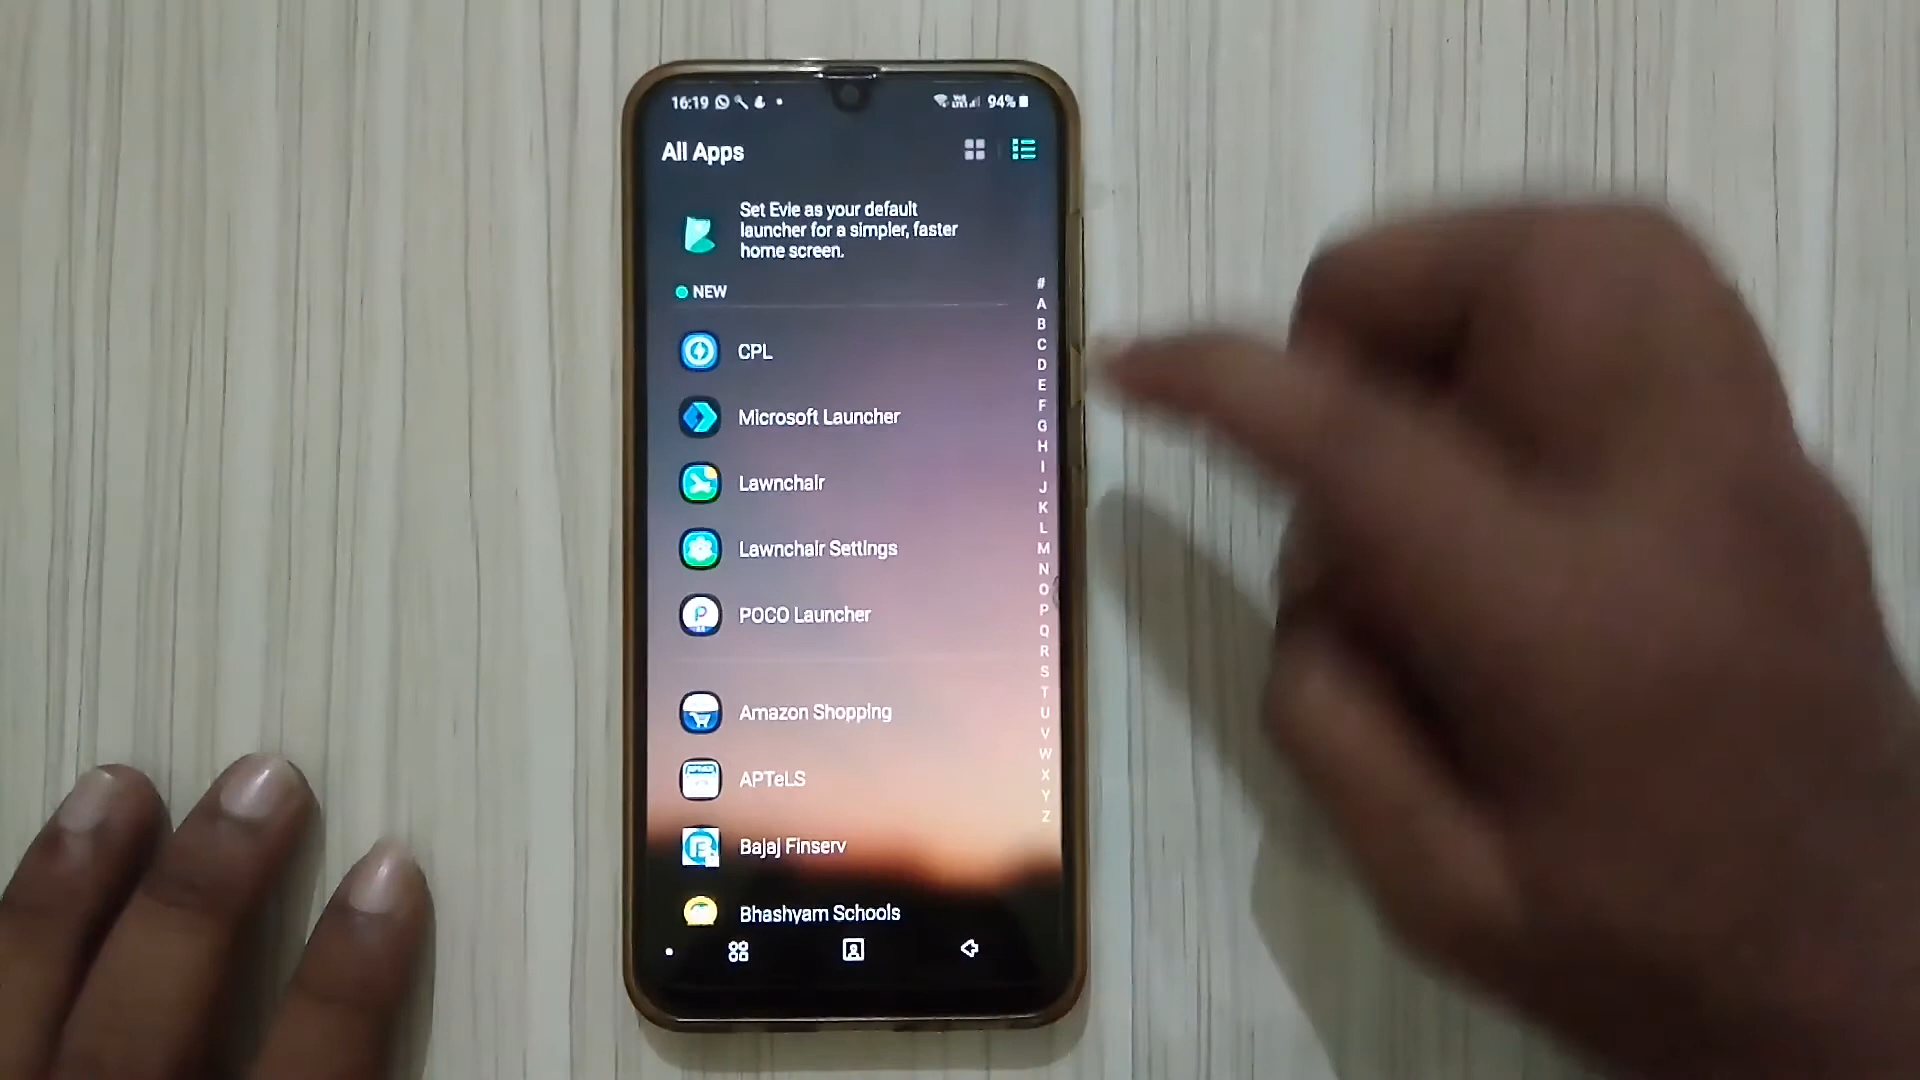 16:19
94%
All Apps
Set Evie as your default
launcher for a simpler, faster
home screen.
NEW
CPL
Microsoft Launcher
Lawnchair
Lawnchair Settings
POCO Launcher
Amazon Shopping
APTeLS
Bajaj Finserv
Bhashyam Schools
#
A
B
C
D
E
F
G
H
I
J
K
L
M
N
O
P
Q
R
S
T
U
V
W
X
Y
Z